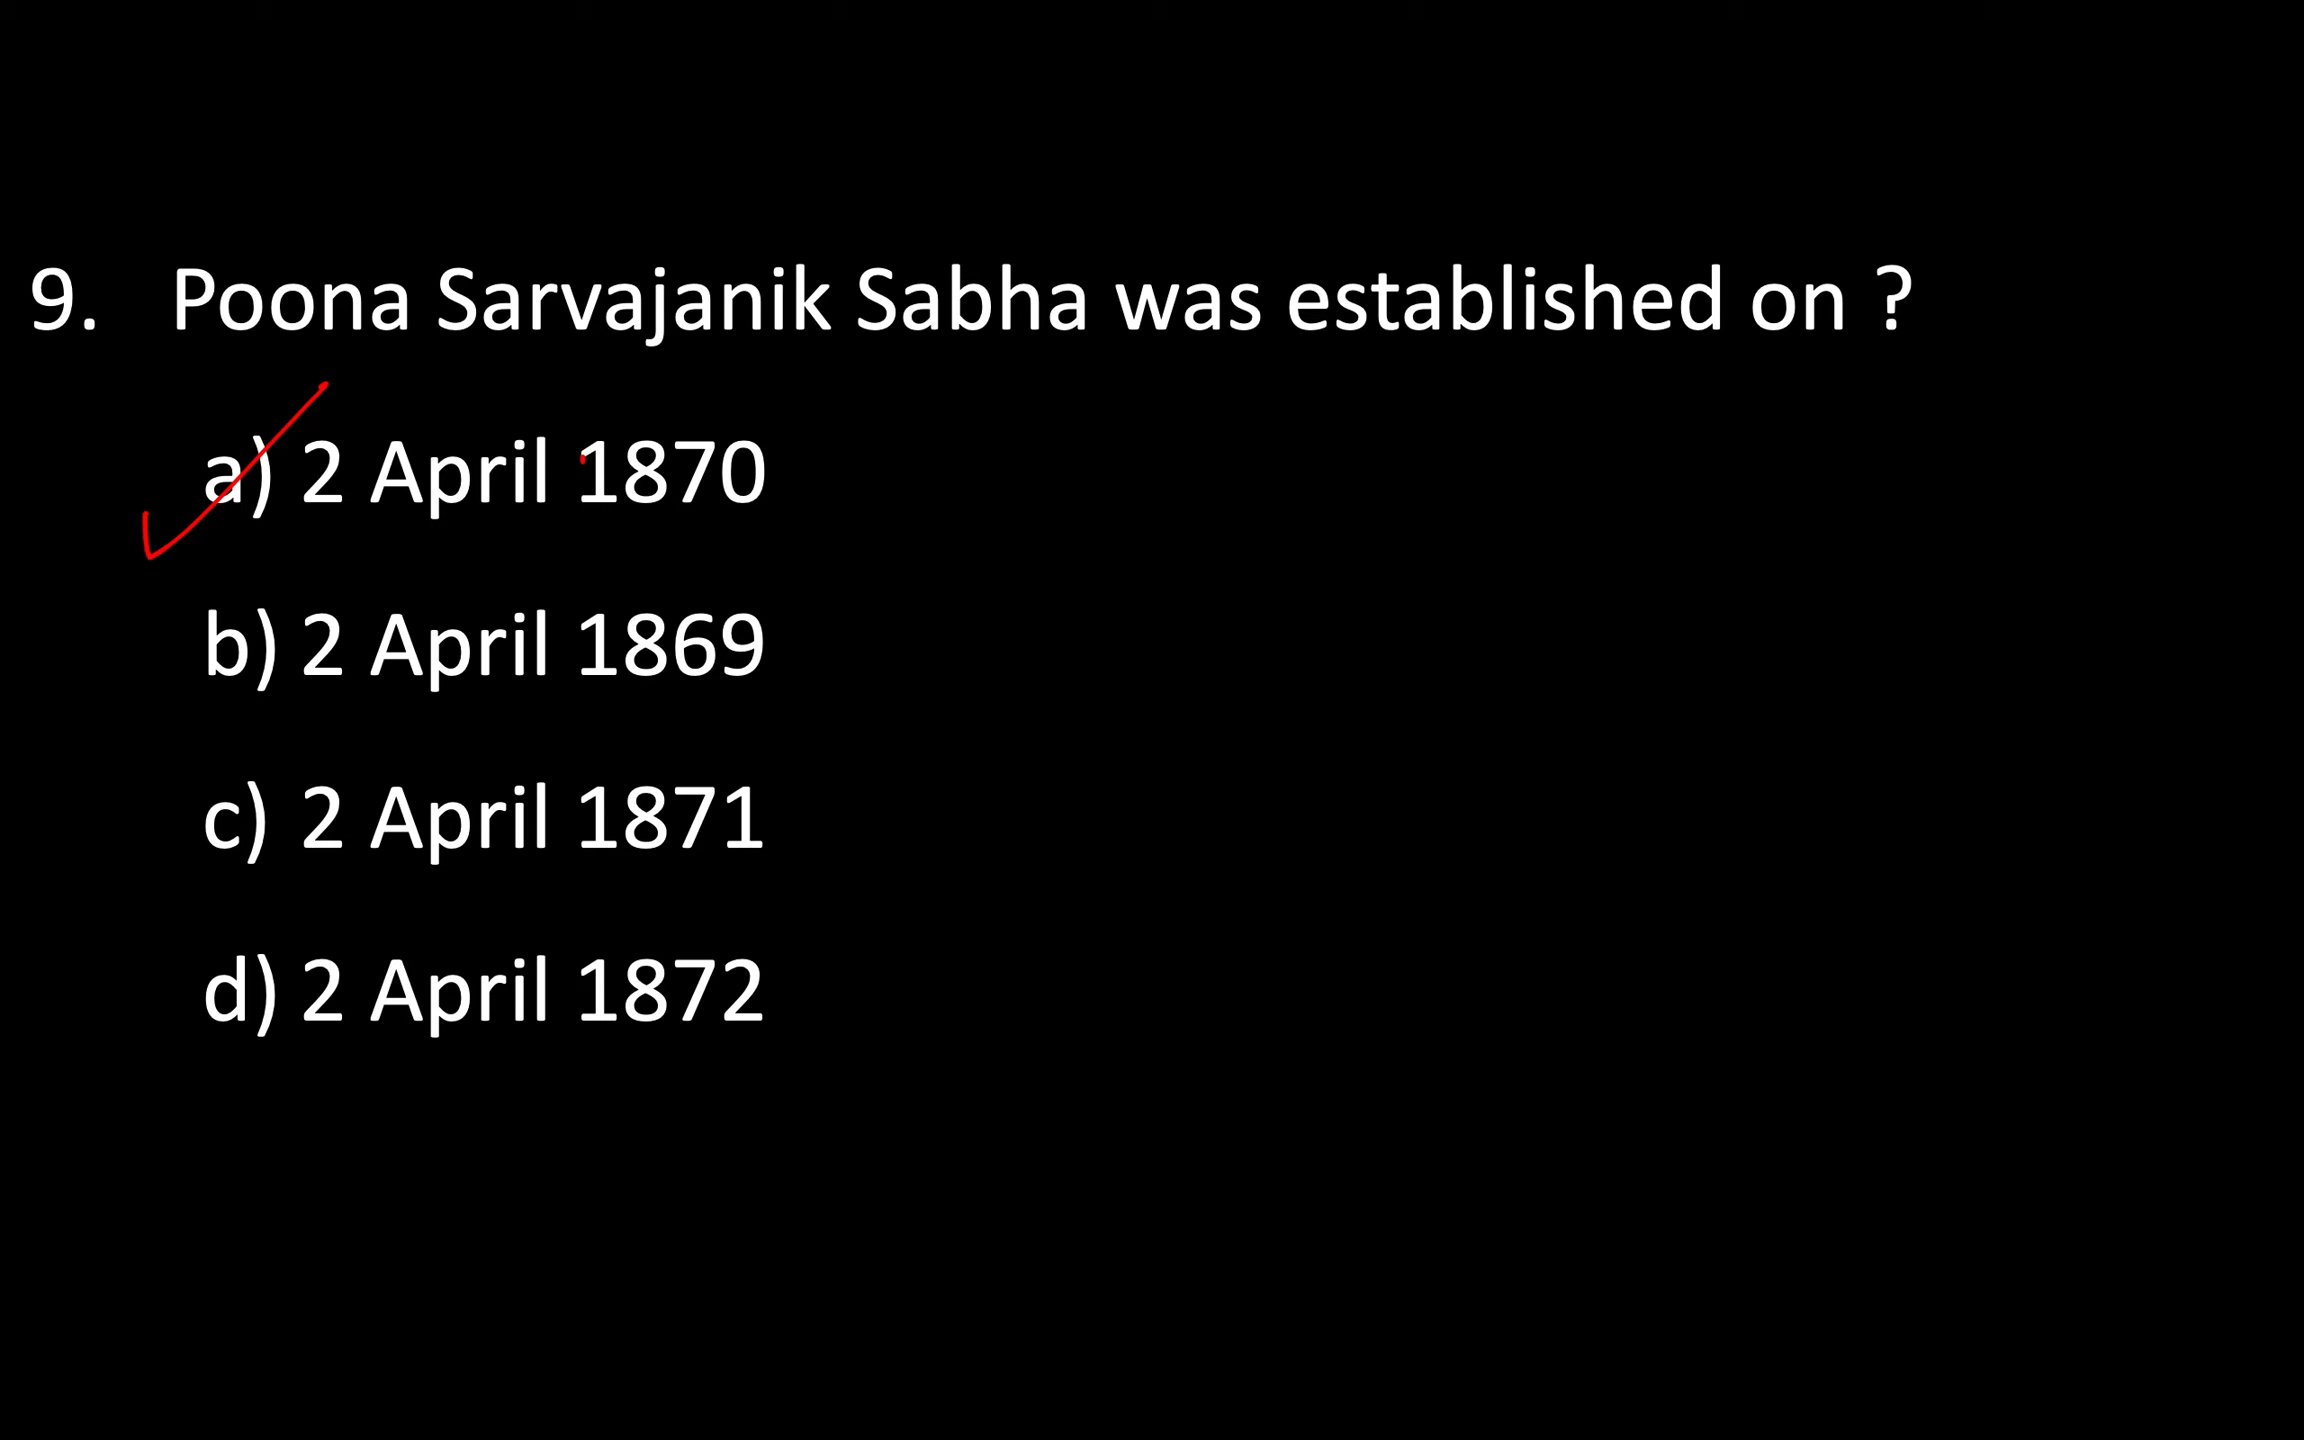 9. Poona Sarvajanik Sabha was established on ?
a) 2 April 1870
b) 2 April 1869
c) 2 April 1871
d) 2 April 1872